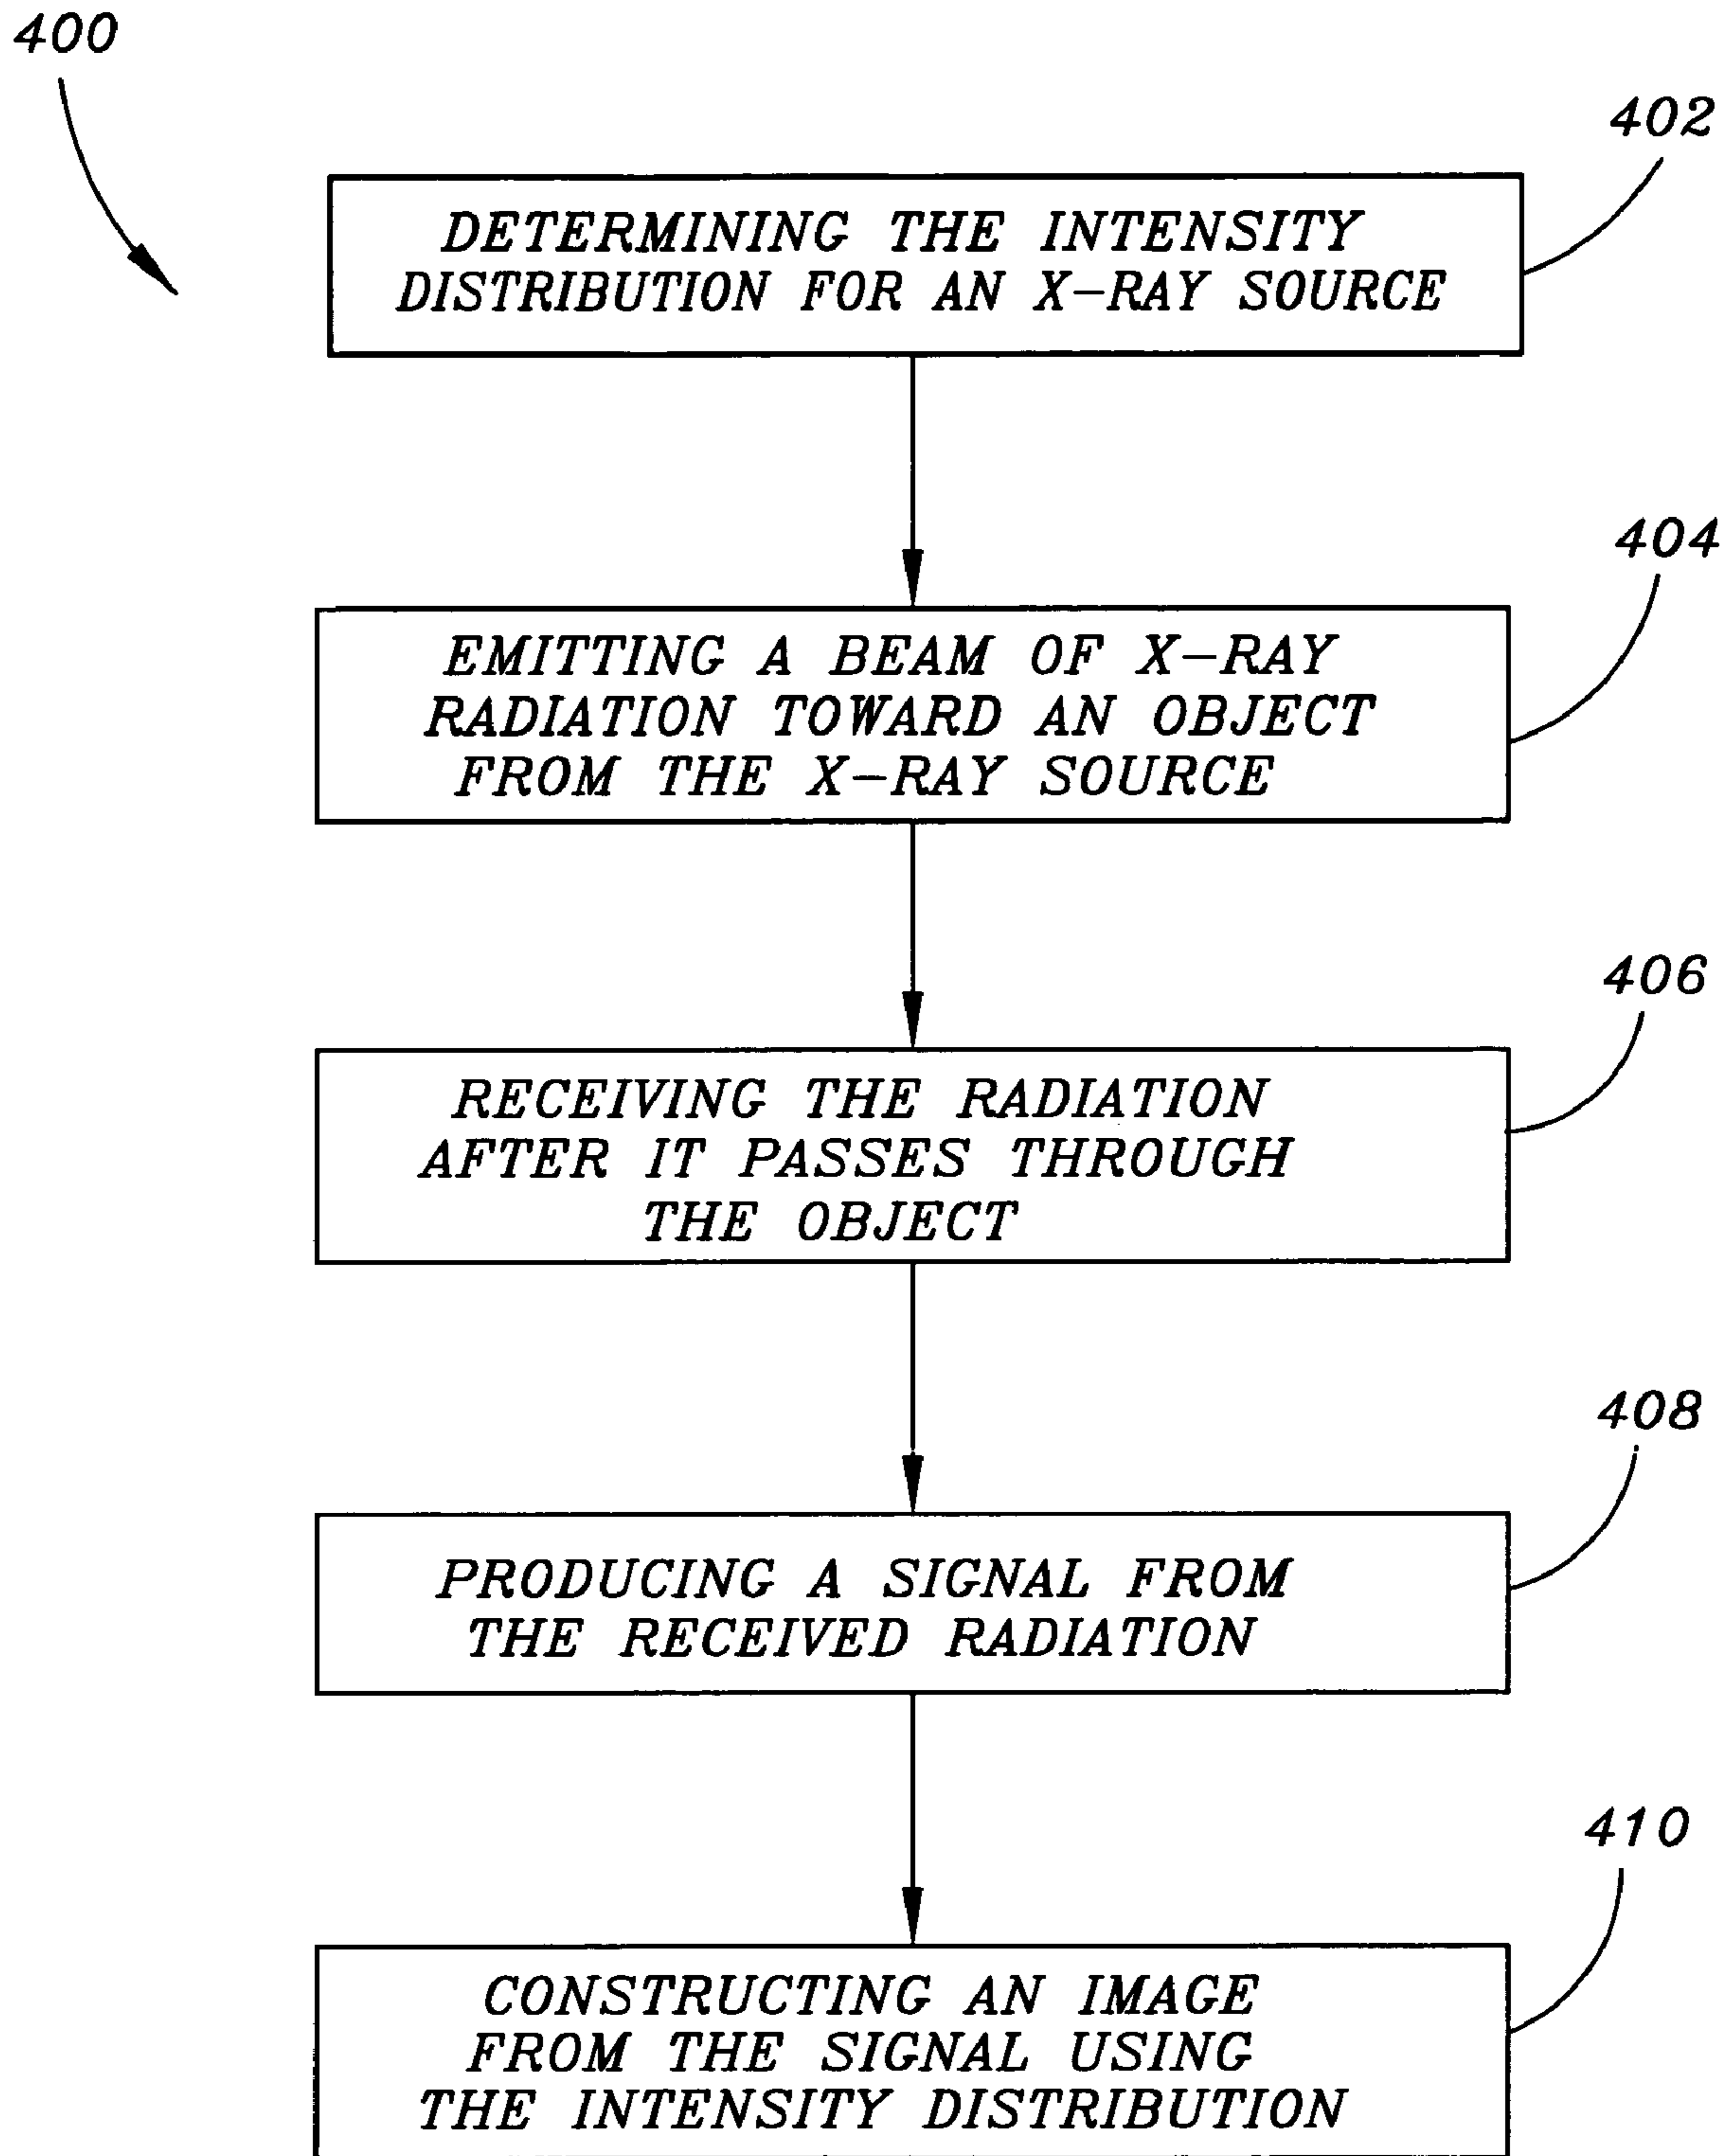 400
402
DETERMINING THE INTENSITY
DISTRIBUTION FOR AN X-RAY SOURCE
404
EMITTING A BEAM OF X-RAY
RADIATION TOWARD AN OBJECT
FROM THE X-RAY SOURCE
406
RECEIVING THE RADIATION
AFTER IT PASSES THROUGH
THE OBJECT
408
PRODUCING A SIGNAL FROM
THE RECEIVED RADIATION
410
CONSTRUCTING AN IMAGE
FROM THE SIGNAL USING
THE INTENSITY DISTRIBUTION